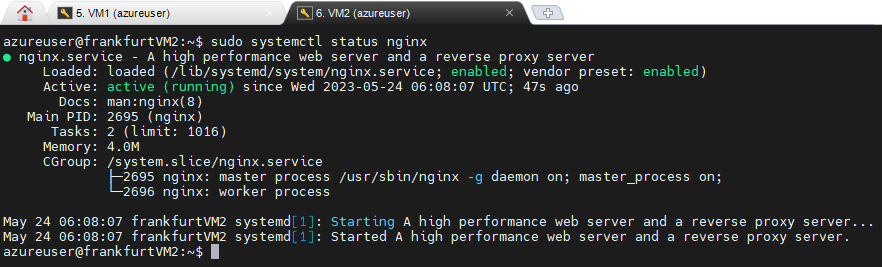 5. VM1 (azureuser)
6. VM2 (azureuser)
azureuser@frankfurtVM2:~$ sudo systemctl status nginx
● nginx.service - A high performance web server and a reverse proxy server
Loaded: loaded (/lib/systemd/system/nginx.service; enabled; vendor preset: enabled)
Active: active (running) since Wed 2023-05-24 06:08:07 UTC; 47s ago
Docs: man:nginx(8)
Main PID: 2695 (nginx)
Tasks: 2 (limit: 1016)
Memory: 4.0M
CGroup: /system.slice/nginx.service
├─2695 nginx: master process /usr/sbin/nginx -g daemon on; master_process on;
└─2696 nginx: worker process
May 24 06:08:07 frankfurtVM2 systemd[1]: Starting A high performance web server and a reverse proxy server...
May 24 06:08:07 frankfurtVM2 systemd[1]: Started A high performance web server and a reverse proxy server.
azureuser@frankfurtVM2:~$